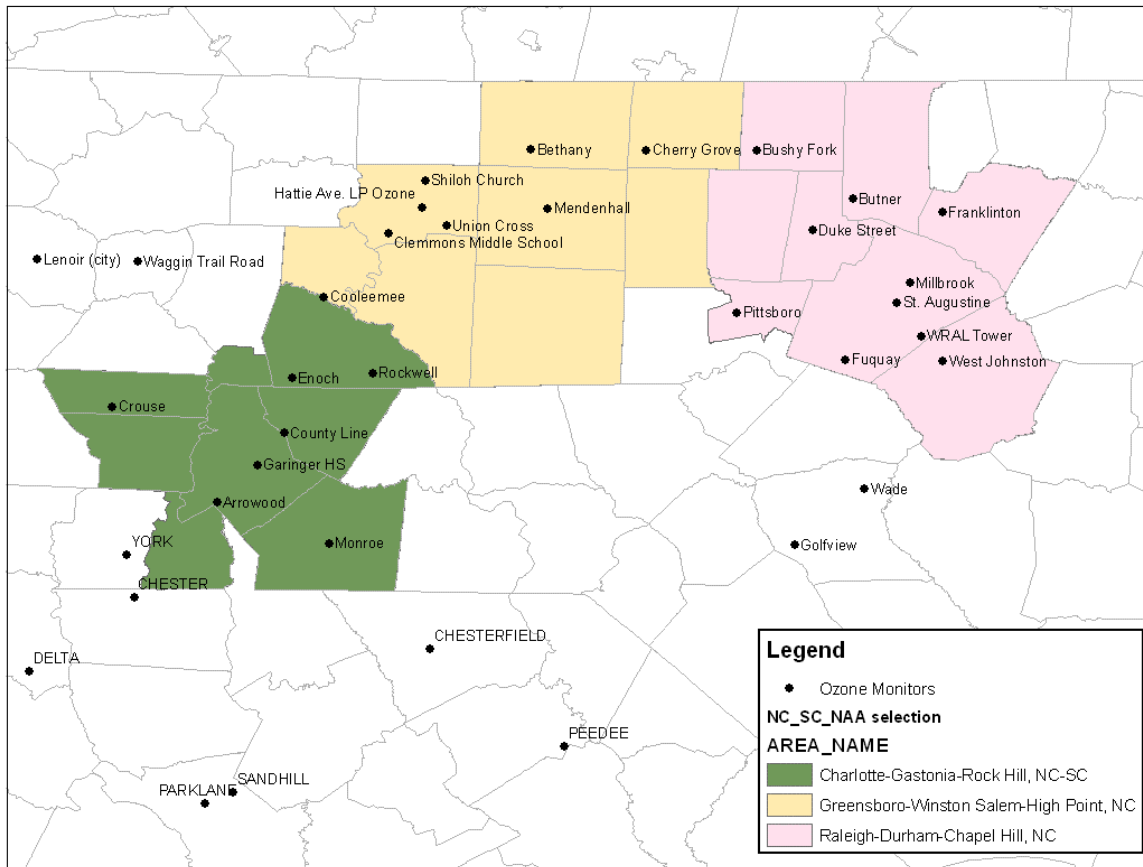 Bethany
Cherry Grove
Bushy Fork
Shiloh Church
Hattie Ave. LP Ozone
Mendenhall
Butner
Franklinton
Union Cross
Duke Street
Clemmons Middle School
Lenoir (city)
Waggin Trail Road
Millbrook
Cooleemee
St. Augustine
Pittsboro
WRAL Tower
Fuquay
West Johnston
Enoch
Rockwell
Crouse
County Line
Garinger HS
Arrowood
Wade
YORK
Monroe
Golfview
CHESTER
CHESTERFIELD
DELTA
PEEDEE
SANDHILL
PARKLANE
Legend
Ozone Monitors
NC_SC_NAA selection
AREA_NAME
Charlotte-Gastonia-Rock Hill, NC-SC
Greensboro-Winston Salem-High Point, NC
Raleigh-Durham-Chapel Hill, NC